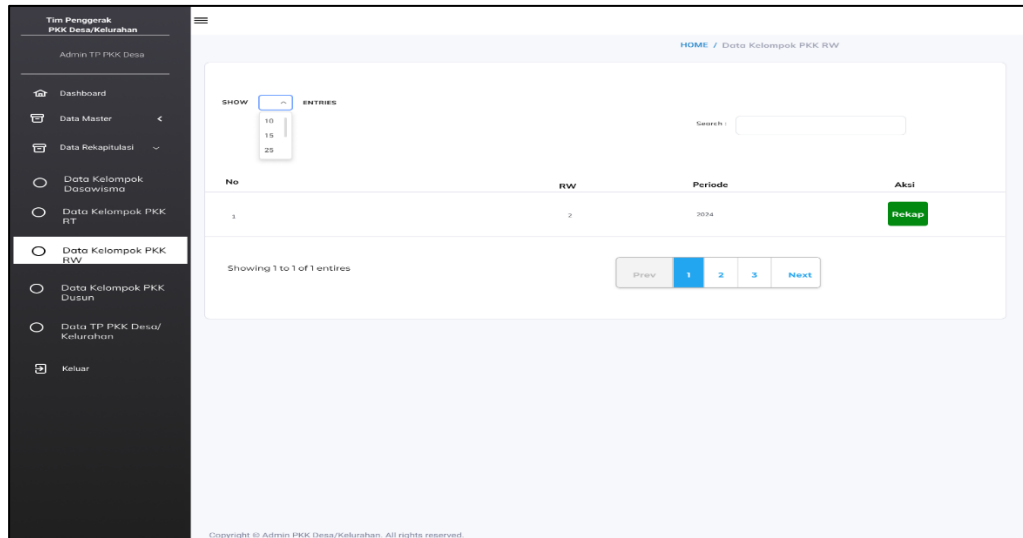 Tim Penggerak
PKK Desa/Kelurahan
Admin TP PKK Desa
Dashboard
Data Master
Data Rekapitulasi
Data Kelompok
Dasawisma
Data Kelompok PKK
RT
Data Kelompok PKK
RW
Data Kelompok PKK
Dusun
Data TP PKK Desa/
Kelurahan
Keluar
HOME / Data Kelompok PKK RW
SHOW ENTRIES
10
15
25
Search :
No RW Periode Aksi
1 2 2024 Rekap
Showing 1 to 1 of 1 entires
Prev 1 2 3 Next
Copyright © Admin PKK Desa/Kelurahan. All rights reserved.